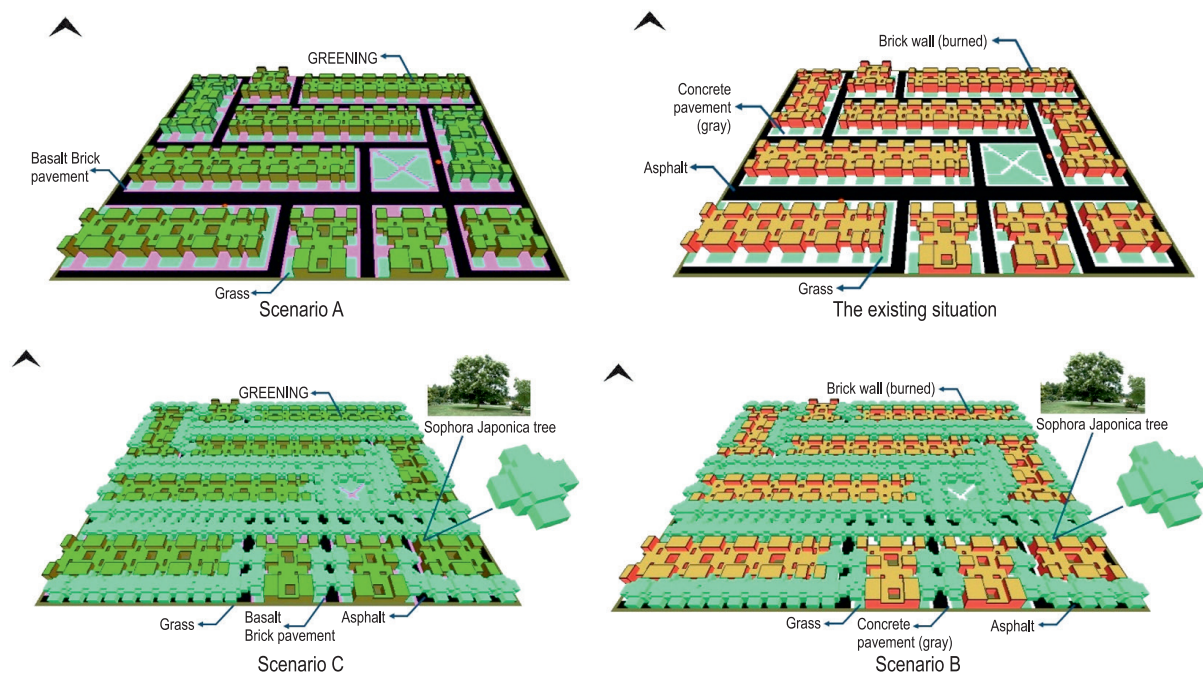 GREENING
Basalt Brick
pavement
Grass
Scenario A
Brick wall (burned)
Concrete
pavement
(gray)
Asphalt
Grass
The existing situation
GREENING
Sophora Japonica tree
Grass
Basalt
Brick pavement
Asphalt
Scenario C
Brick wall (burned)
Sophora Japonica tree
Grass
Concrete
pavement (gray)
Asphalt
Scenario B